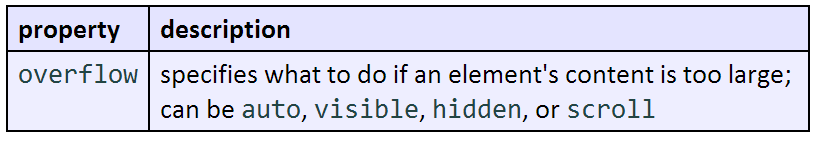 property description
overflow specifies what to do if an element's content is too large;
can be auto, visible, hidden, or scroll